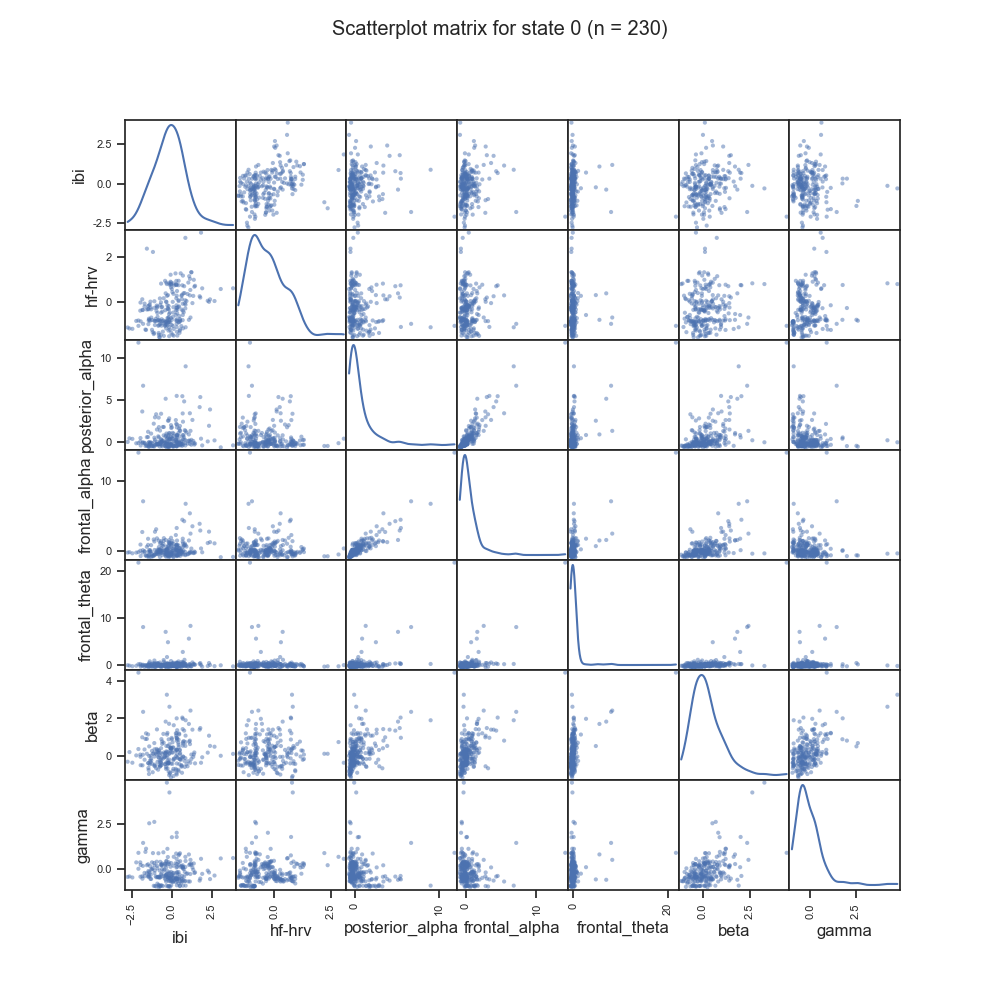 Scatterplot matrix for state 0 (n = 230)
ibi
2.5
0.0
−2.5
hf-hrv
2
0
posterior_alpha
10
5
0
frontal_alpha
10
0
frontal_theta
20
10
0
beta
4
2
0
gamma
2.5
0.0
−2.5 0.0 2.5 0.0 2.5 0 10 0 10 0 20 0.0 2.5 0.0 2.5
ibi hf-hrv posterior_alpha frontal_alpha frontal_theta beta gamma